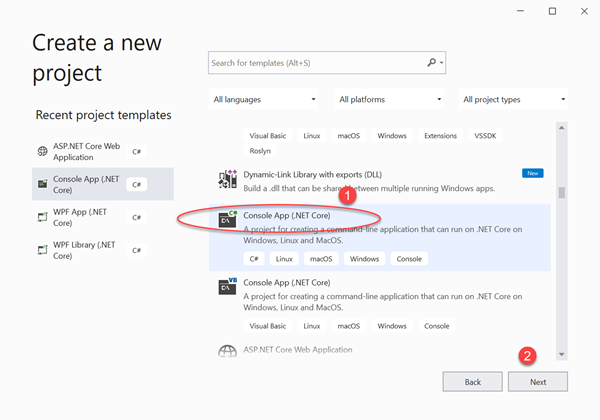 Create a new
project
Recent project templates
ASP.NET Core Web
Application
C#
Console App (.NET
Core)
C#
WPF App (.NET
Core)
C#
WPF Library (.NET
Core)
C#
Search for templates (Alt+S)
All languages
All platforms
All project types
Visual Basic Linux macOS Windows Extensions VSSDK
Roslyn
Dynamic-Link Library with exports (DLL)
New
Build a .dll that can be shared between multiple running Windows apps.
1
C#
Console App (.NET Core)
A project for creating a command-line application that can run on .NET Core on
Windows, Linux and MacOS.
C# Linux macOS Windows Console
VB
Console App (.NET Core)
A project for creating a command-line application that can run on .NET Core on
Windows, Linux and MacOS.
Visual Basic Linux macOS Windows Console
ASP.NET Core Web Application
2
Back
Next